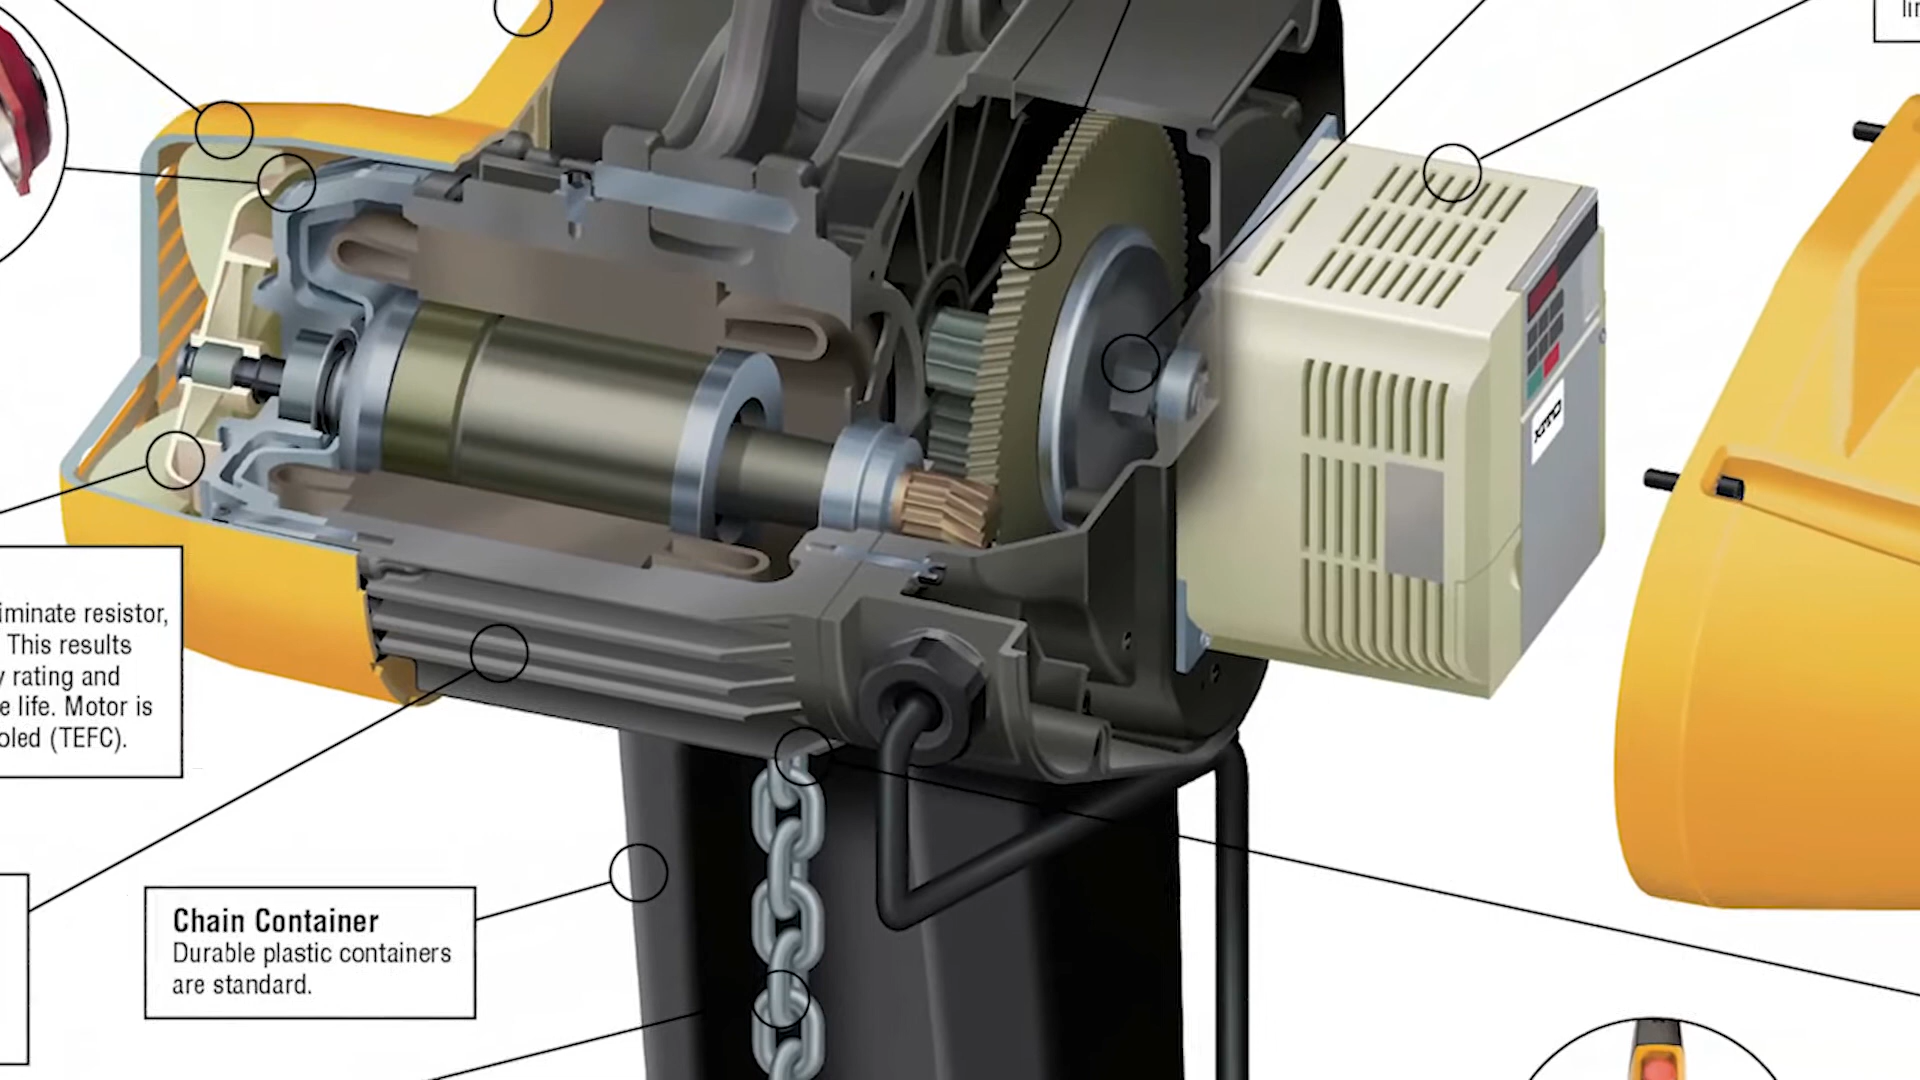 iminate resistor,
This results
rating and
e life. Motor is
oled (TEFC).
Chain Container
Durable plastic containers
are standard.